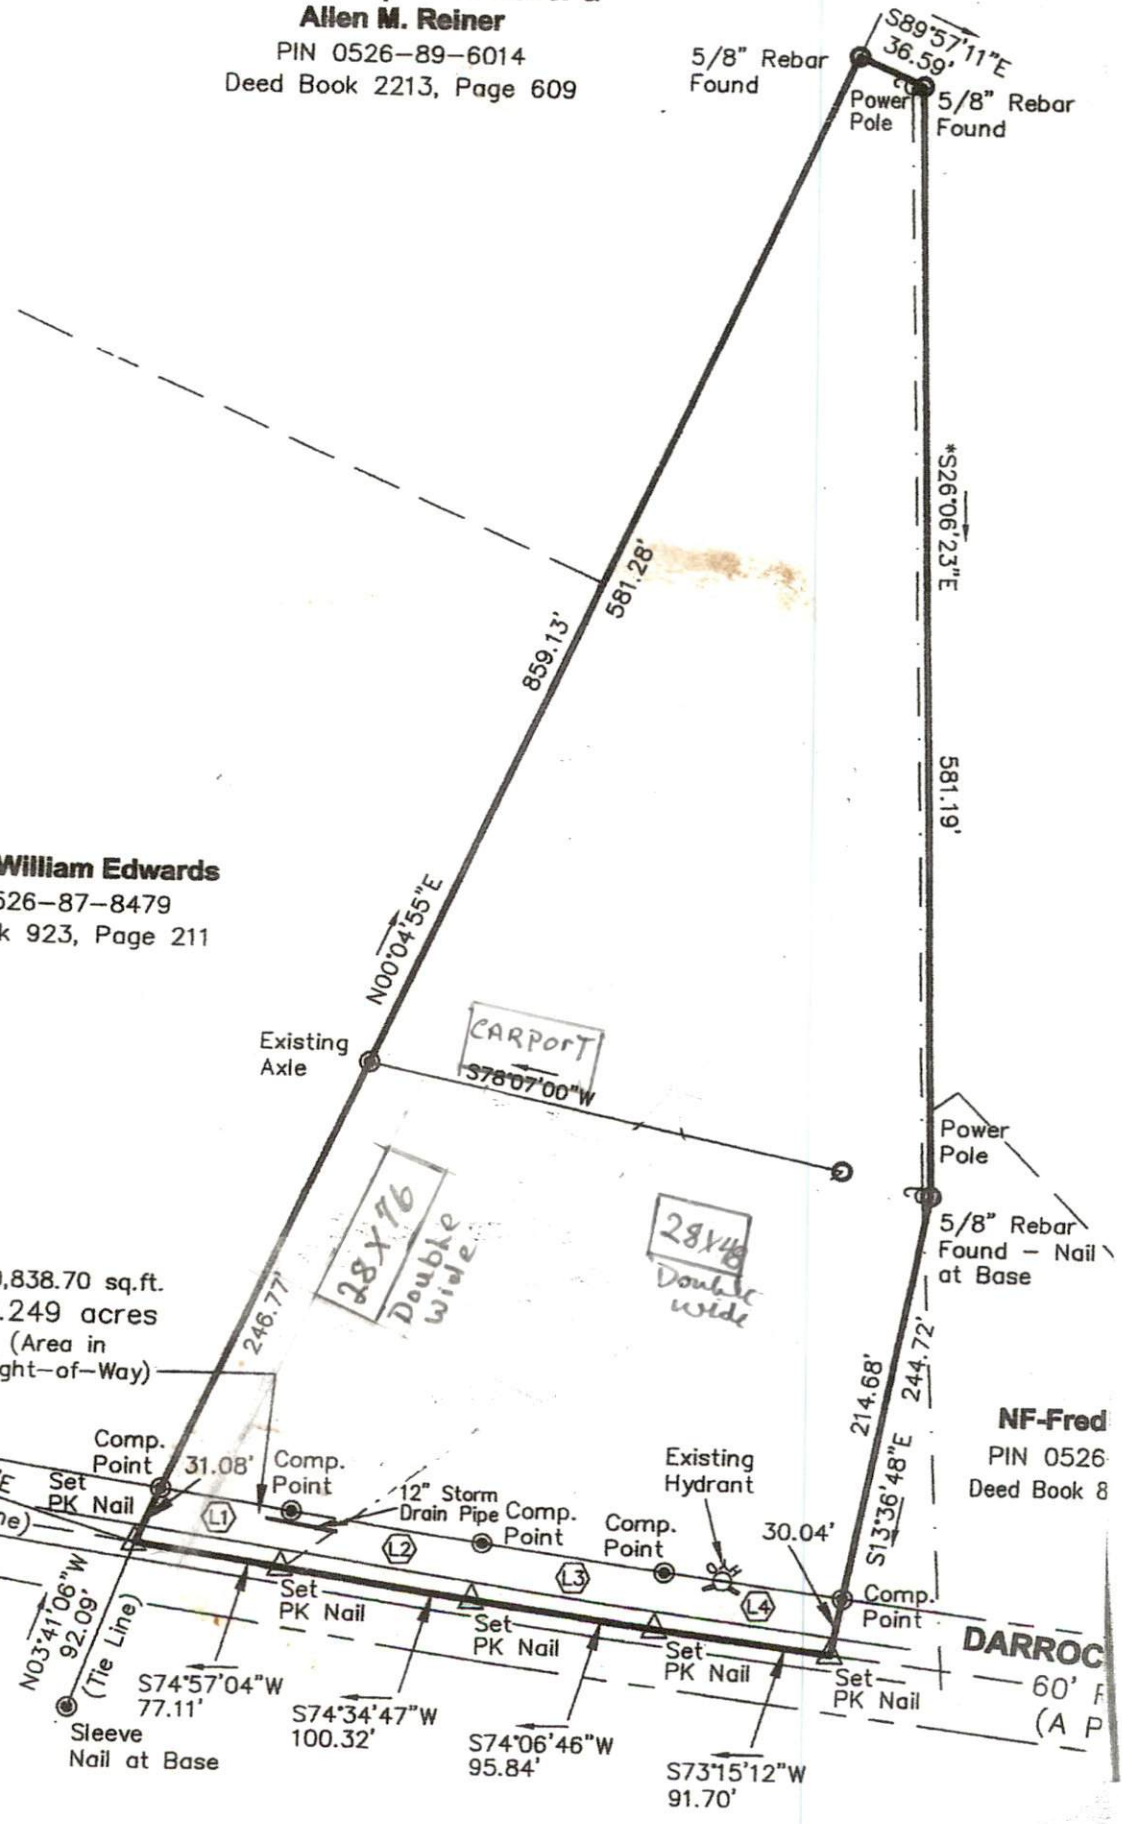 Allen M. Reiner
PIN 0526-89-6014
Deed Book 2213, Page 609
5/8" Rebar
Found
S89°57'11"E
36.59'
Power
Pole
5/8" Rebar
Found
*S26°06'23"E
581.28'
859.13'
581.19'
William Edwards
526-87-8479
k 923, Page 211
N00°04'55"E
Existing
Axle
CARPORT
S78°07'00"W
Power
Pole
28X76
Double
Wide
28X48
Double
wide
5/8" Rebar
Found - Nail
at Base
,838.70 sq.ft.
.249 acres
(Area in
ght-of-Way)
246.77'
214.68'
244.72'
S13°36'48"E
NF-Fred
PIN 0526
Deed Book 8
Comp.
Point
31.08'
Comp.
Point
Existing
Hydrant
E
Set
PK Nail
ne)
L1
12" Storm
Drain Pipe
Comp.
Point
Comp.
Point
30.04'
L2
L3
L4
Comp.
Point
N03°41'06"W
92.09'
(Tie Line)
Set
PK Nail
Set
PK Nail
Set
PK Nail
Set
PK Nail
DARROC
60'
(A P
S74°57'04"W
77.11'
S74°34'47"W
100.32'
S74°06'46"W
95.84'
S73°15'12"W
91.70'
Sleeve
Nail at Base